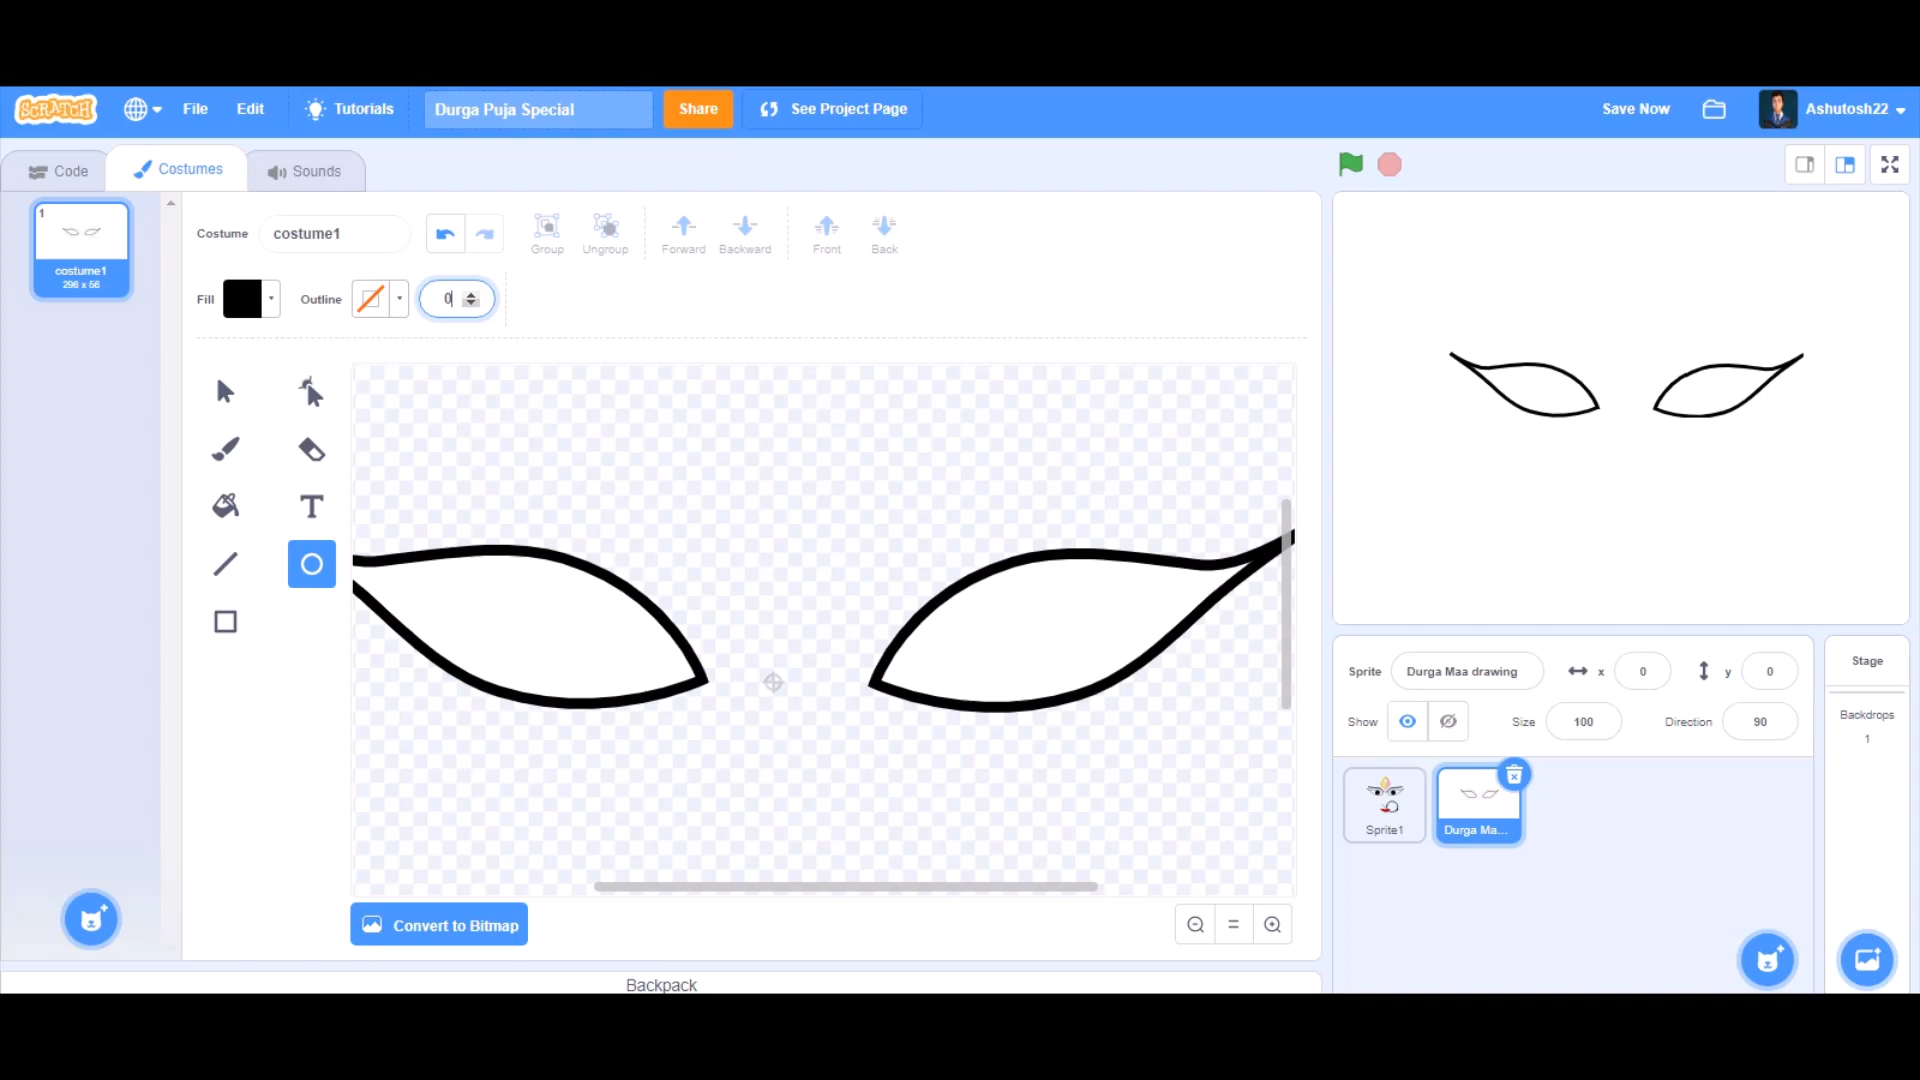 SCRATCH File Edit Tutorials Durga Puja Special Share See Project Page Save Now Ashutosh22
Code Costumes Sounds
1
costume1
296 x 56
Costume costume1 Group Ungroup Forward Backward Front Back
Fill Outline 0
T
Convert to Bitmap
Backpack
Sprite Durga Maa drawing x 0 y 0
Show Size 100 Direction 90
Sprite1
Durga Ma...
Stage
Backdrops
1